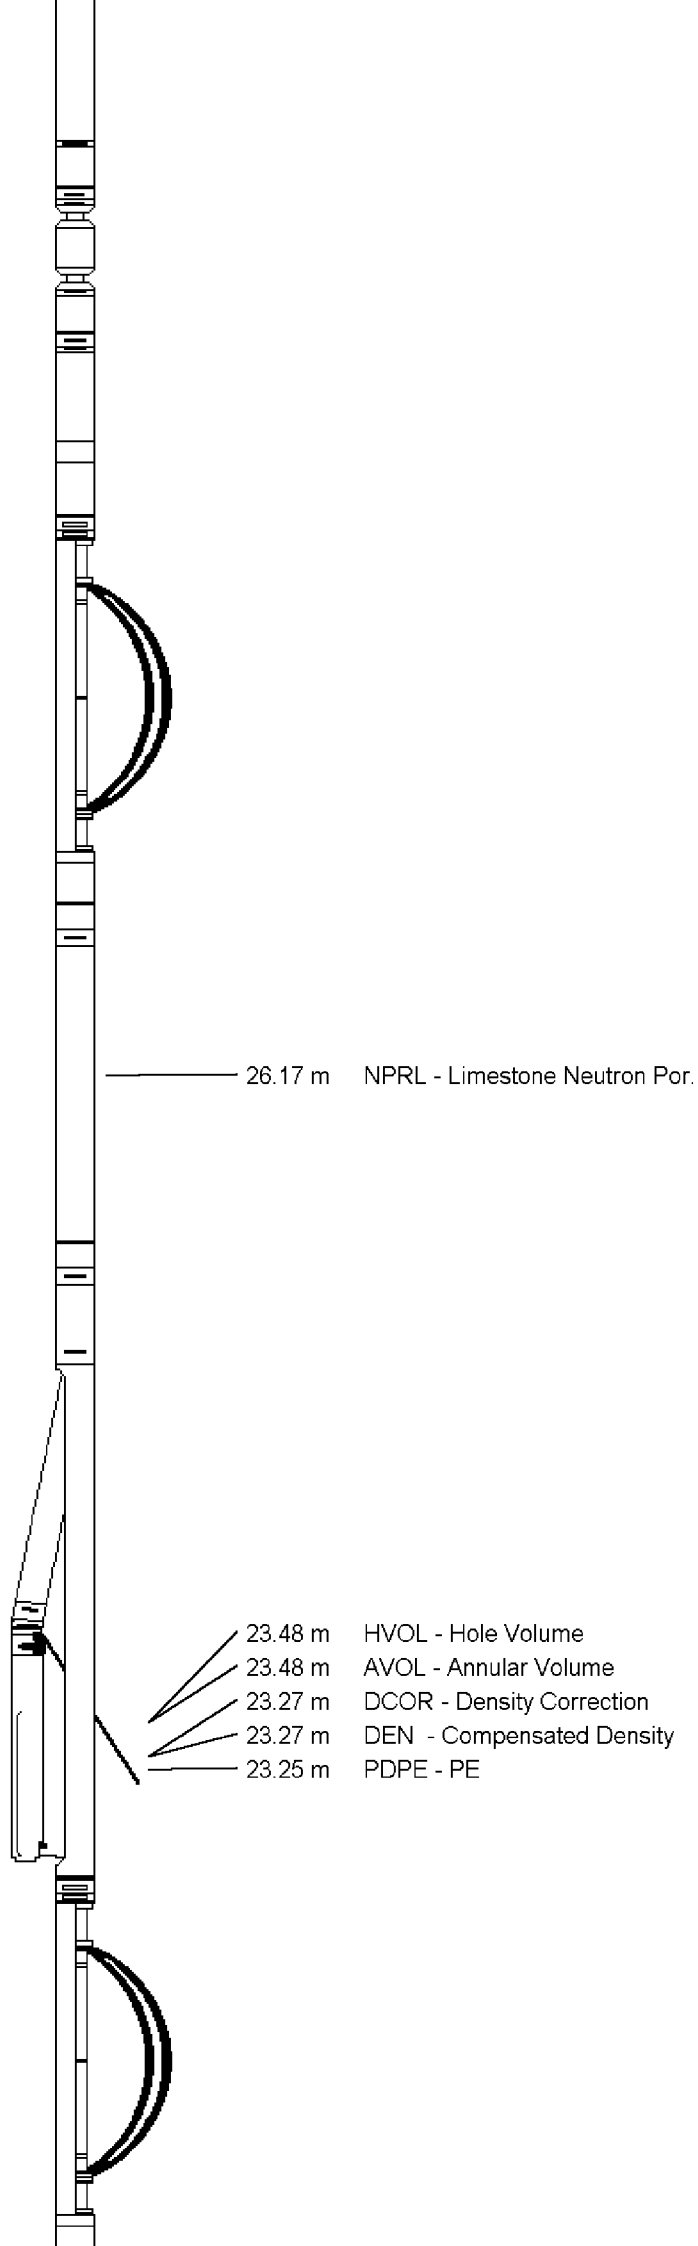 26.17 m NPRL - Limestone Neutron Por.
23.48 m HVOL - Hole Volume
23.48 m AVOL - Annular Volume
23.27 m DCOR - Density Correction
23.27 m DEN - Compensated Density
23.25 m PDPE - PE